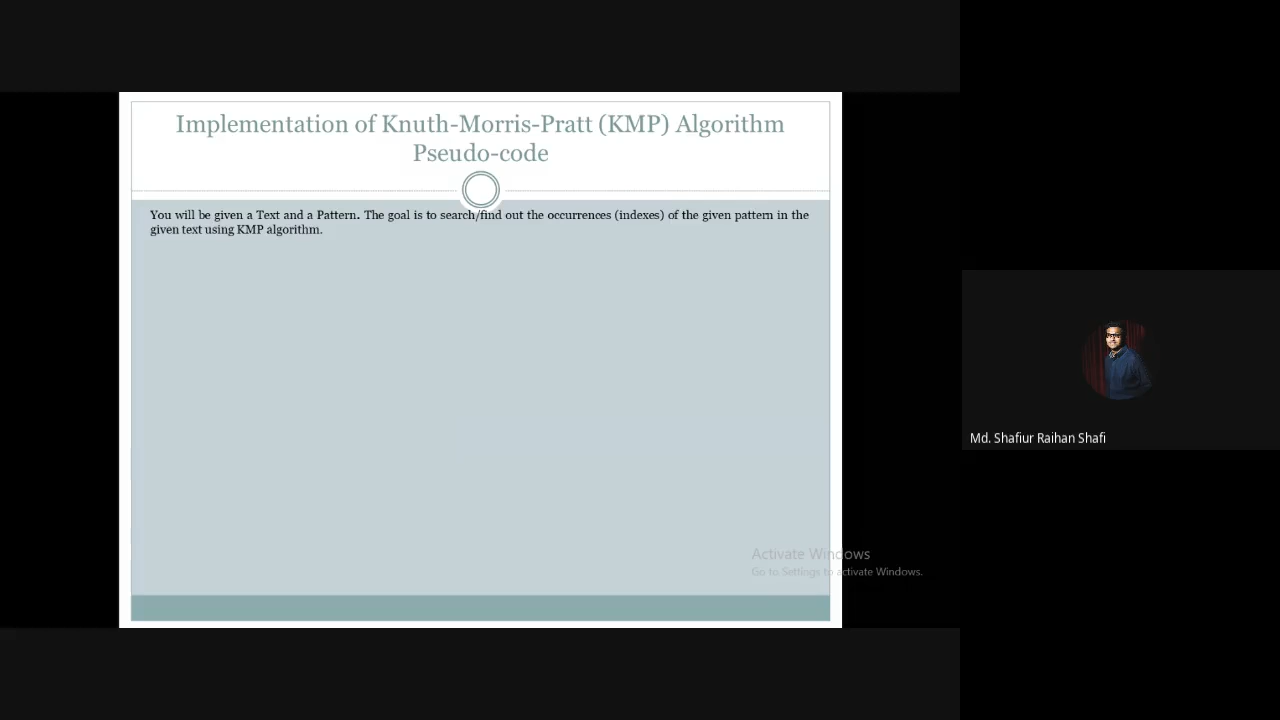 Implementation of Knuth-Morris-Pratt (KMP) Algorithm
Pseudo-code
You will be given a Text and a Pattern. The goal is to search/find out the occurrences (indexes) of the given pattern in the
given text using KMP algorithm.
Md. Shafiur Raihan Shafi
Activate Windows
Go to Settings to activate Windows.